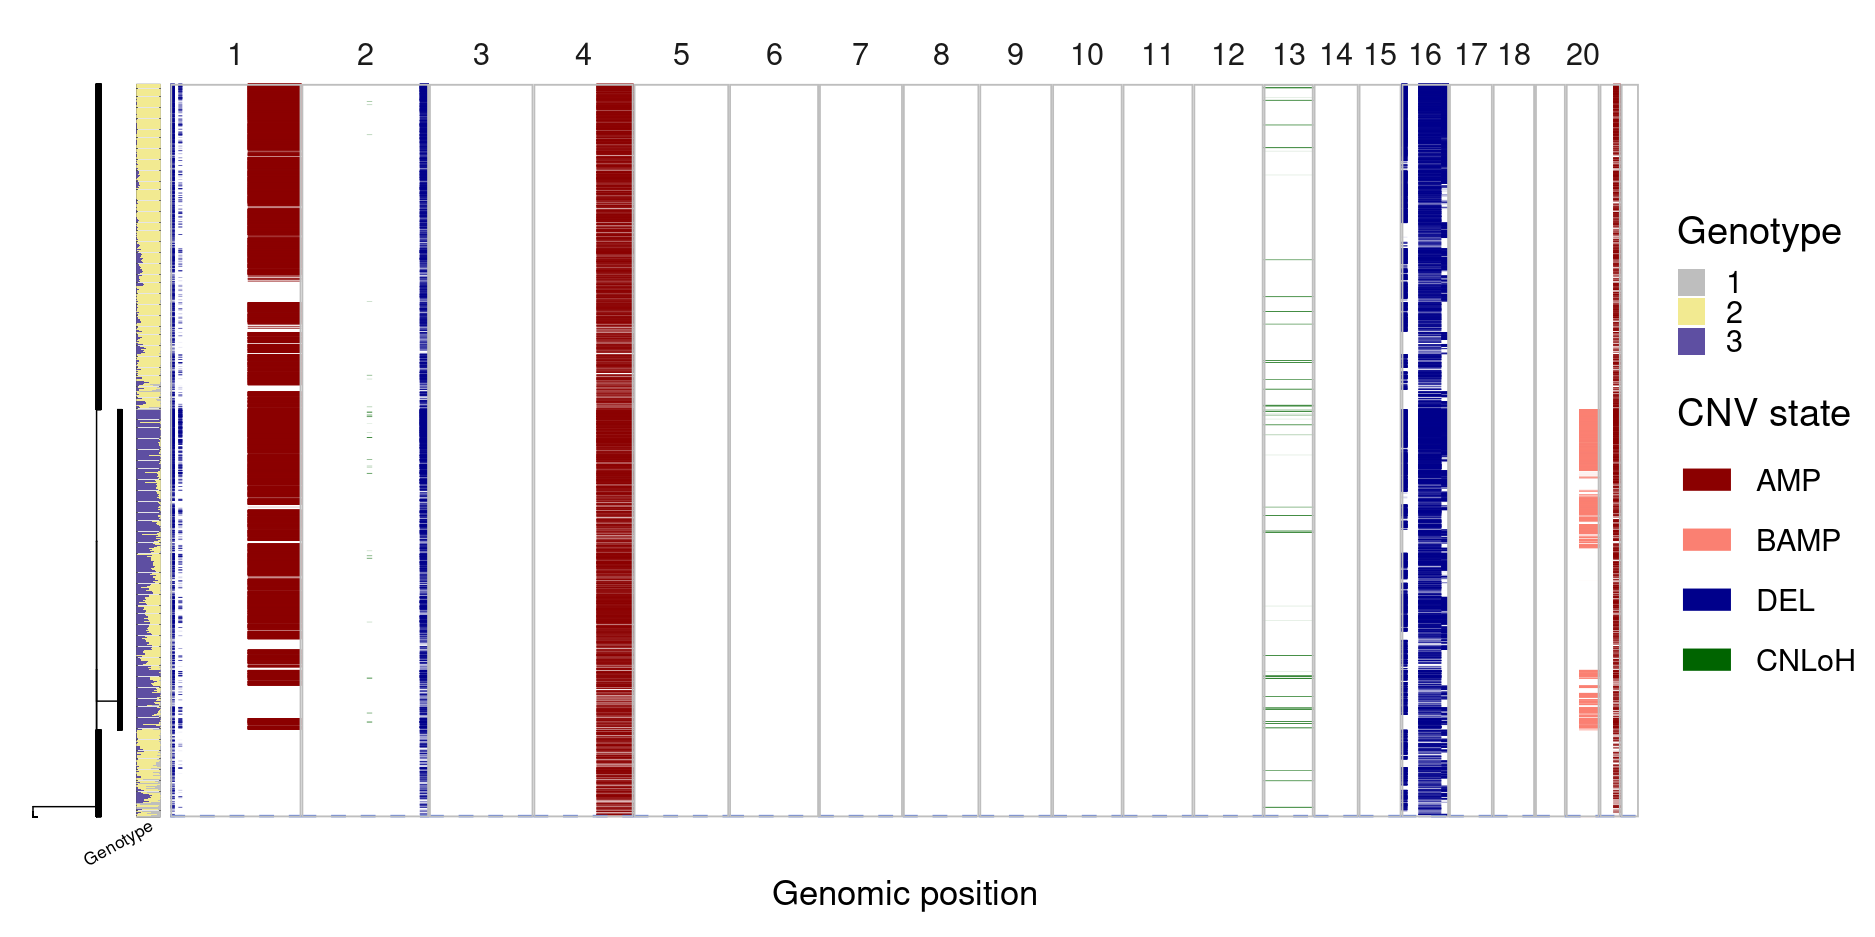 1 2 3 4 5 6 7 8 9 10 11 12 13 14 15 16 17 18 20
Genotype
1
2
3
CNV state
AMP
BAMP
DEL
CNLoH
Genotype
Genomic position